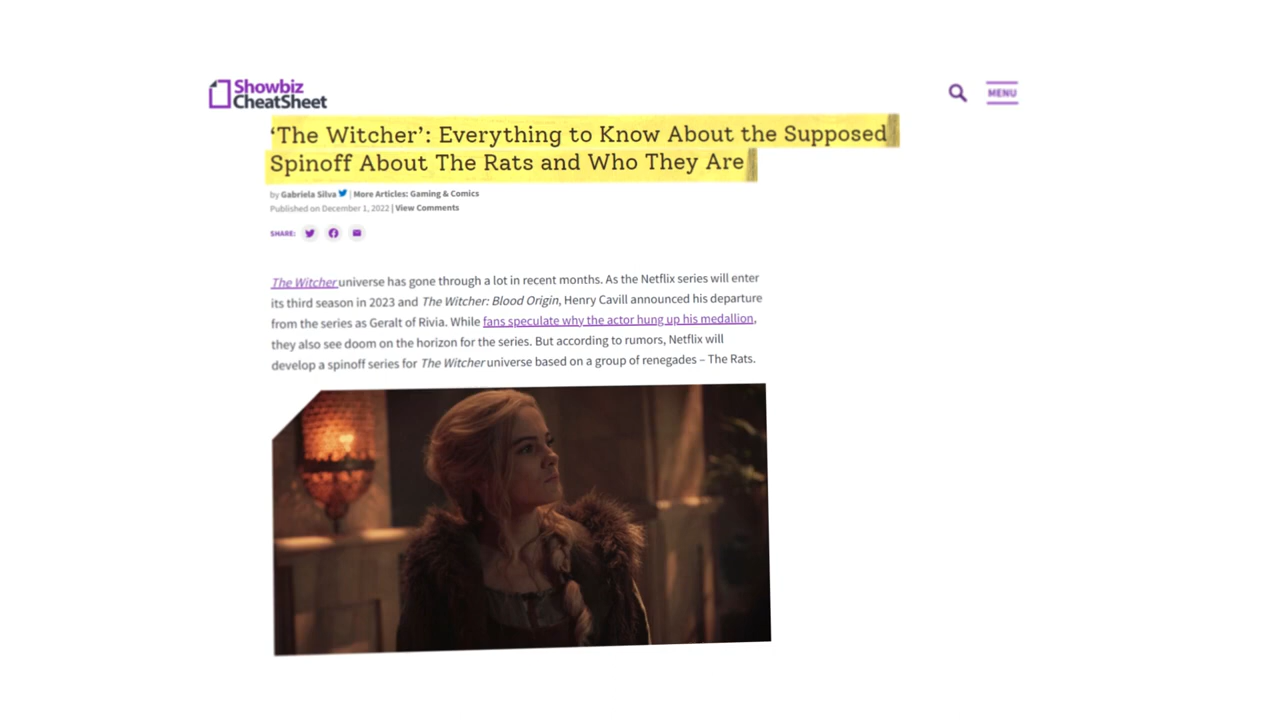 Showbiz
CheatSheet
MENU
‘The Witcher’: Everything to Know About the Supposed
Spinoff About The Rats and Who They Are
by Gabriela Silva | More Articles: Gaming & Comics
Published on December 1, 2022 | View Comments
SHARE:
The Witcher universe has gone through a lot in recent months. As the Netflix series will enter
its third season in 2023 and The Witcher: Blood Origin, Henry Cavill announced his departure
from the series as Geralt of Rivia. While fans speculate why the actor hung up his medallion,
they also see doom on the horizon for the series. But according to rumors, Netflix will
develop a spinoff series for The Witcher universe based on a group of renegades – The Rats.